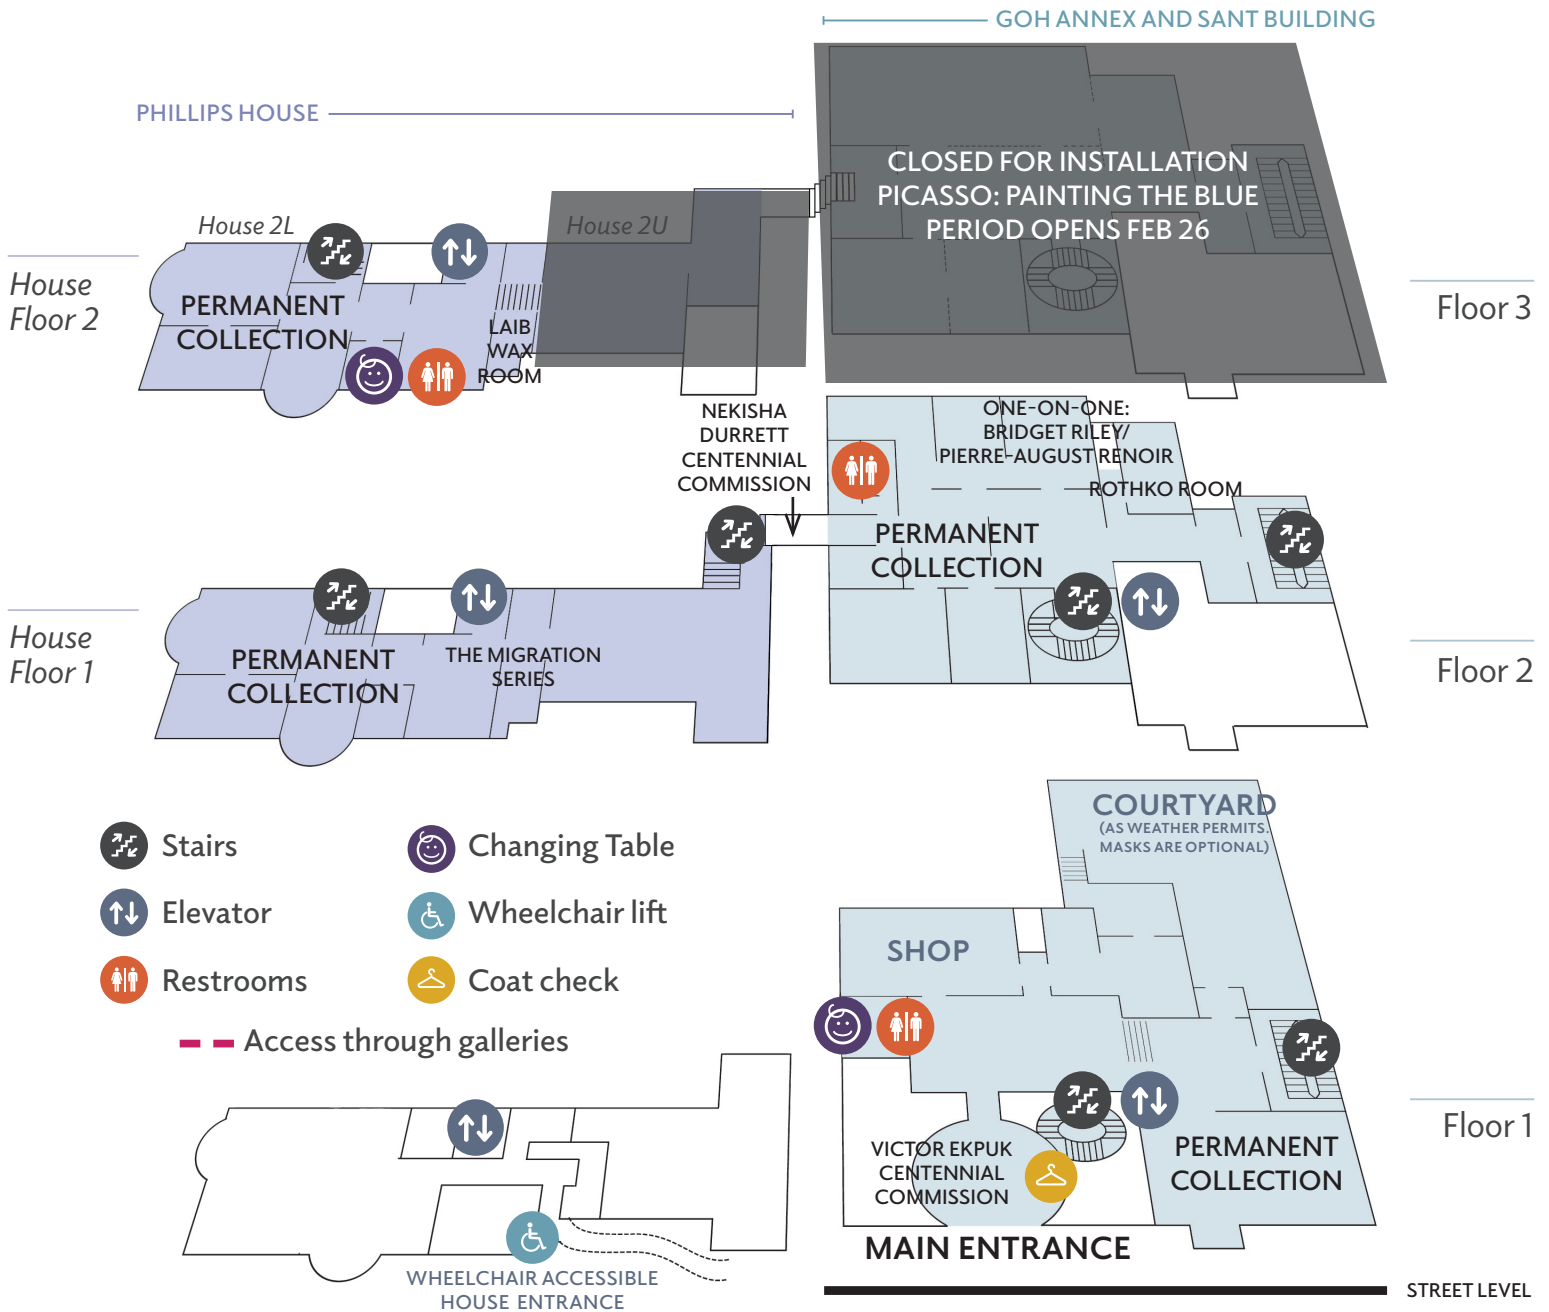 GOH ANNEX AND SANT BUILDING
PHILLIPS HOUSE
CLOSED FOR INSTALLATION
PICASSO: PAINTING THE BLUE
PERIOD OPENS FEB 26
House 2L
House 2U
House
Floor 2
PERMANENT
COLLECTION
LAIB
WAX
ROOM
Floor 3
NEKISHA
DURRETT
CENTENNIAL
COMMISSION
ONE-ON-ONE:
BRIDGET RILEY/
PIERRE-AUGUST RENOIR
ROTHKO ROOM
PERMANENT
COLLECTION
House
Floor 1
PERMANENT
COLLECTION
THE MIGRATION
SERIES
Floor 2
Stairs
Elevator
Restrooms
Changing Table
Wheelchair lift
Coat check
Access through galleries
COURTYARD
(AS WEATHER PERMITS.
MASKS ARE OPTIONAL)
SHOP
VICTOR EKPUK
CENTENNIAL
COMMISSION
PERMANENT
COLLECTION
Floor 1
MAIN ENTRANCE
WHEELCHAIR ACCESSIBLE
HOUSE ENTRANCE
STREET LEVEL